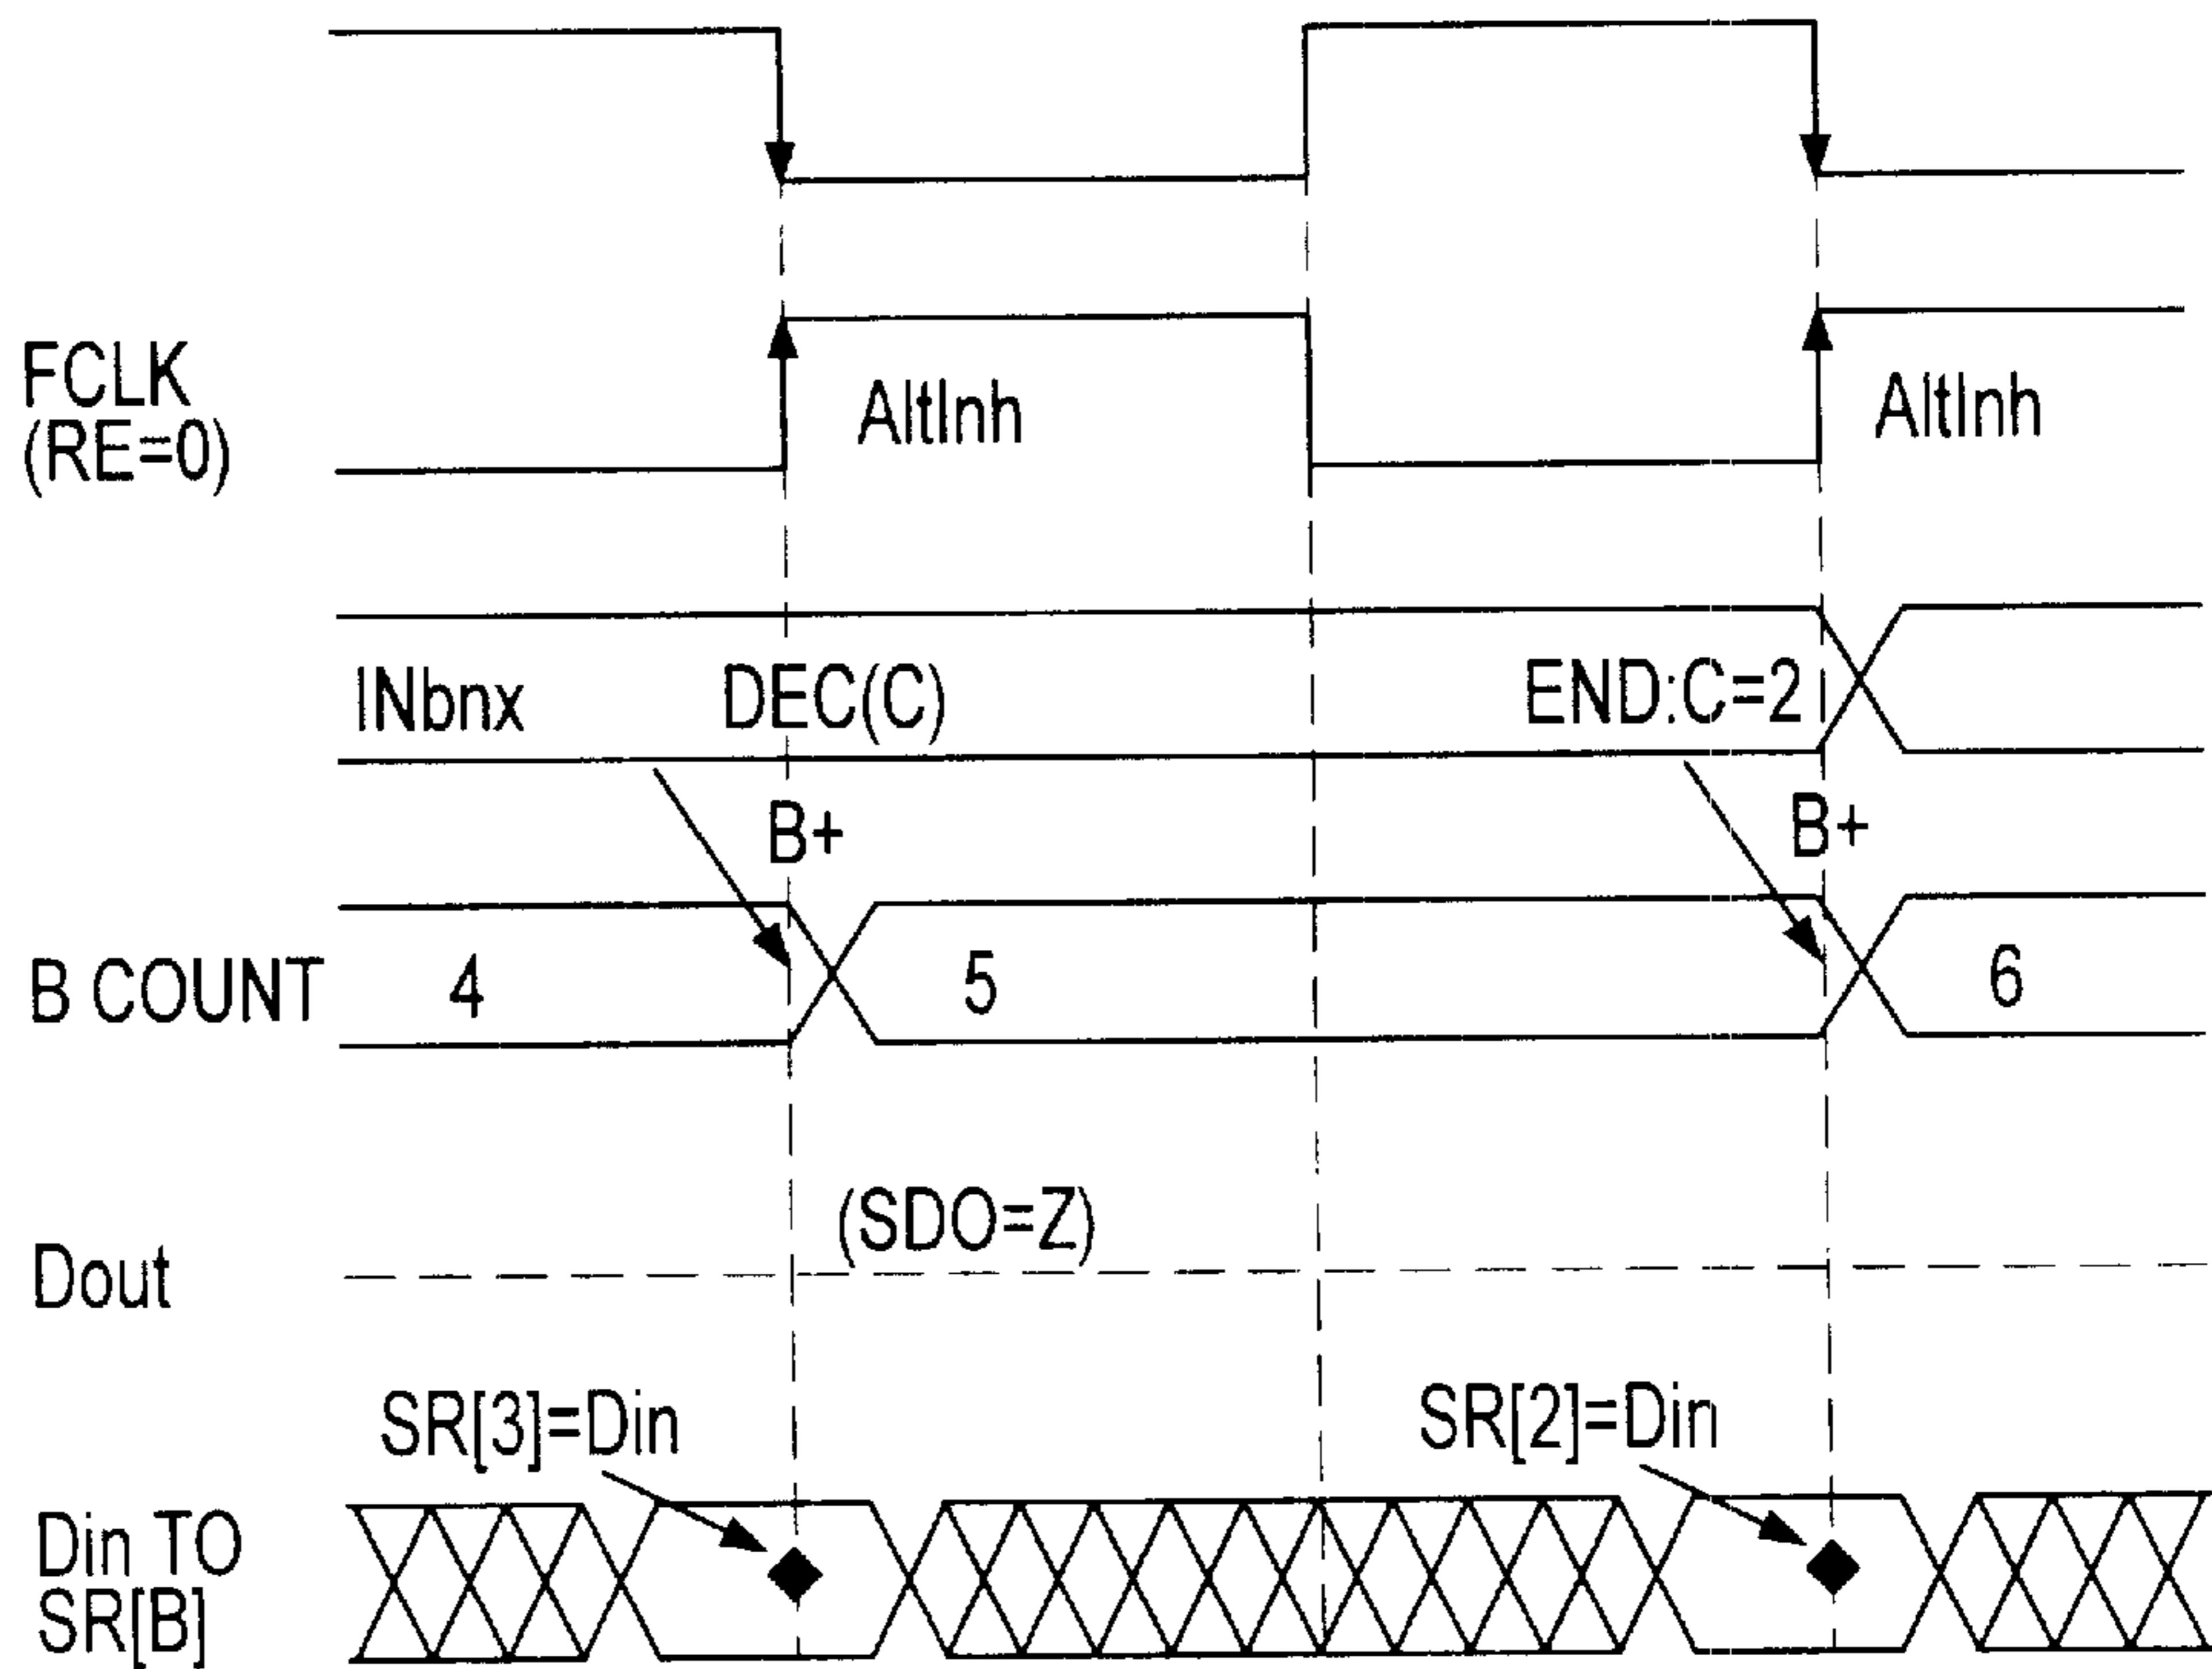 FCLK
(RE=0)
AltInh
AltInh
INbnx
DEC(C)
END:C=2
B+
B+
B COUNT
4
5
6
(SDO=Z)
Dout
SR[3]=Din
SR[2]=Din
Din TO
SR[B]